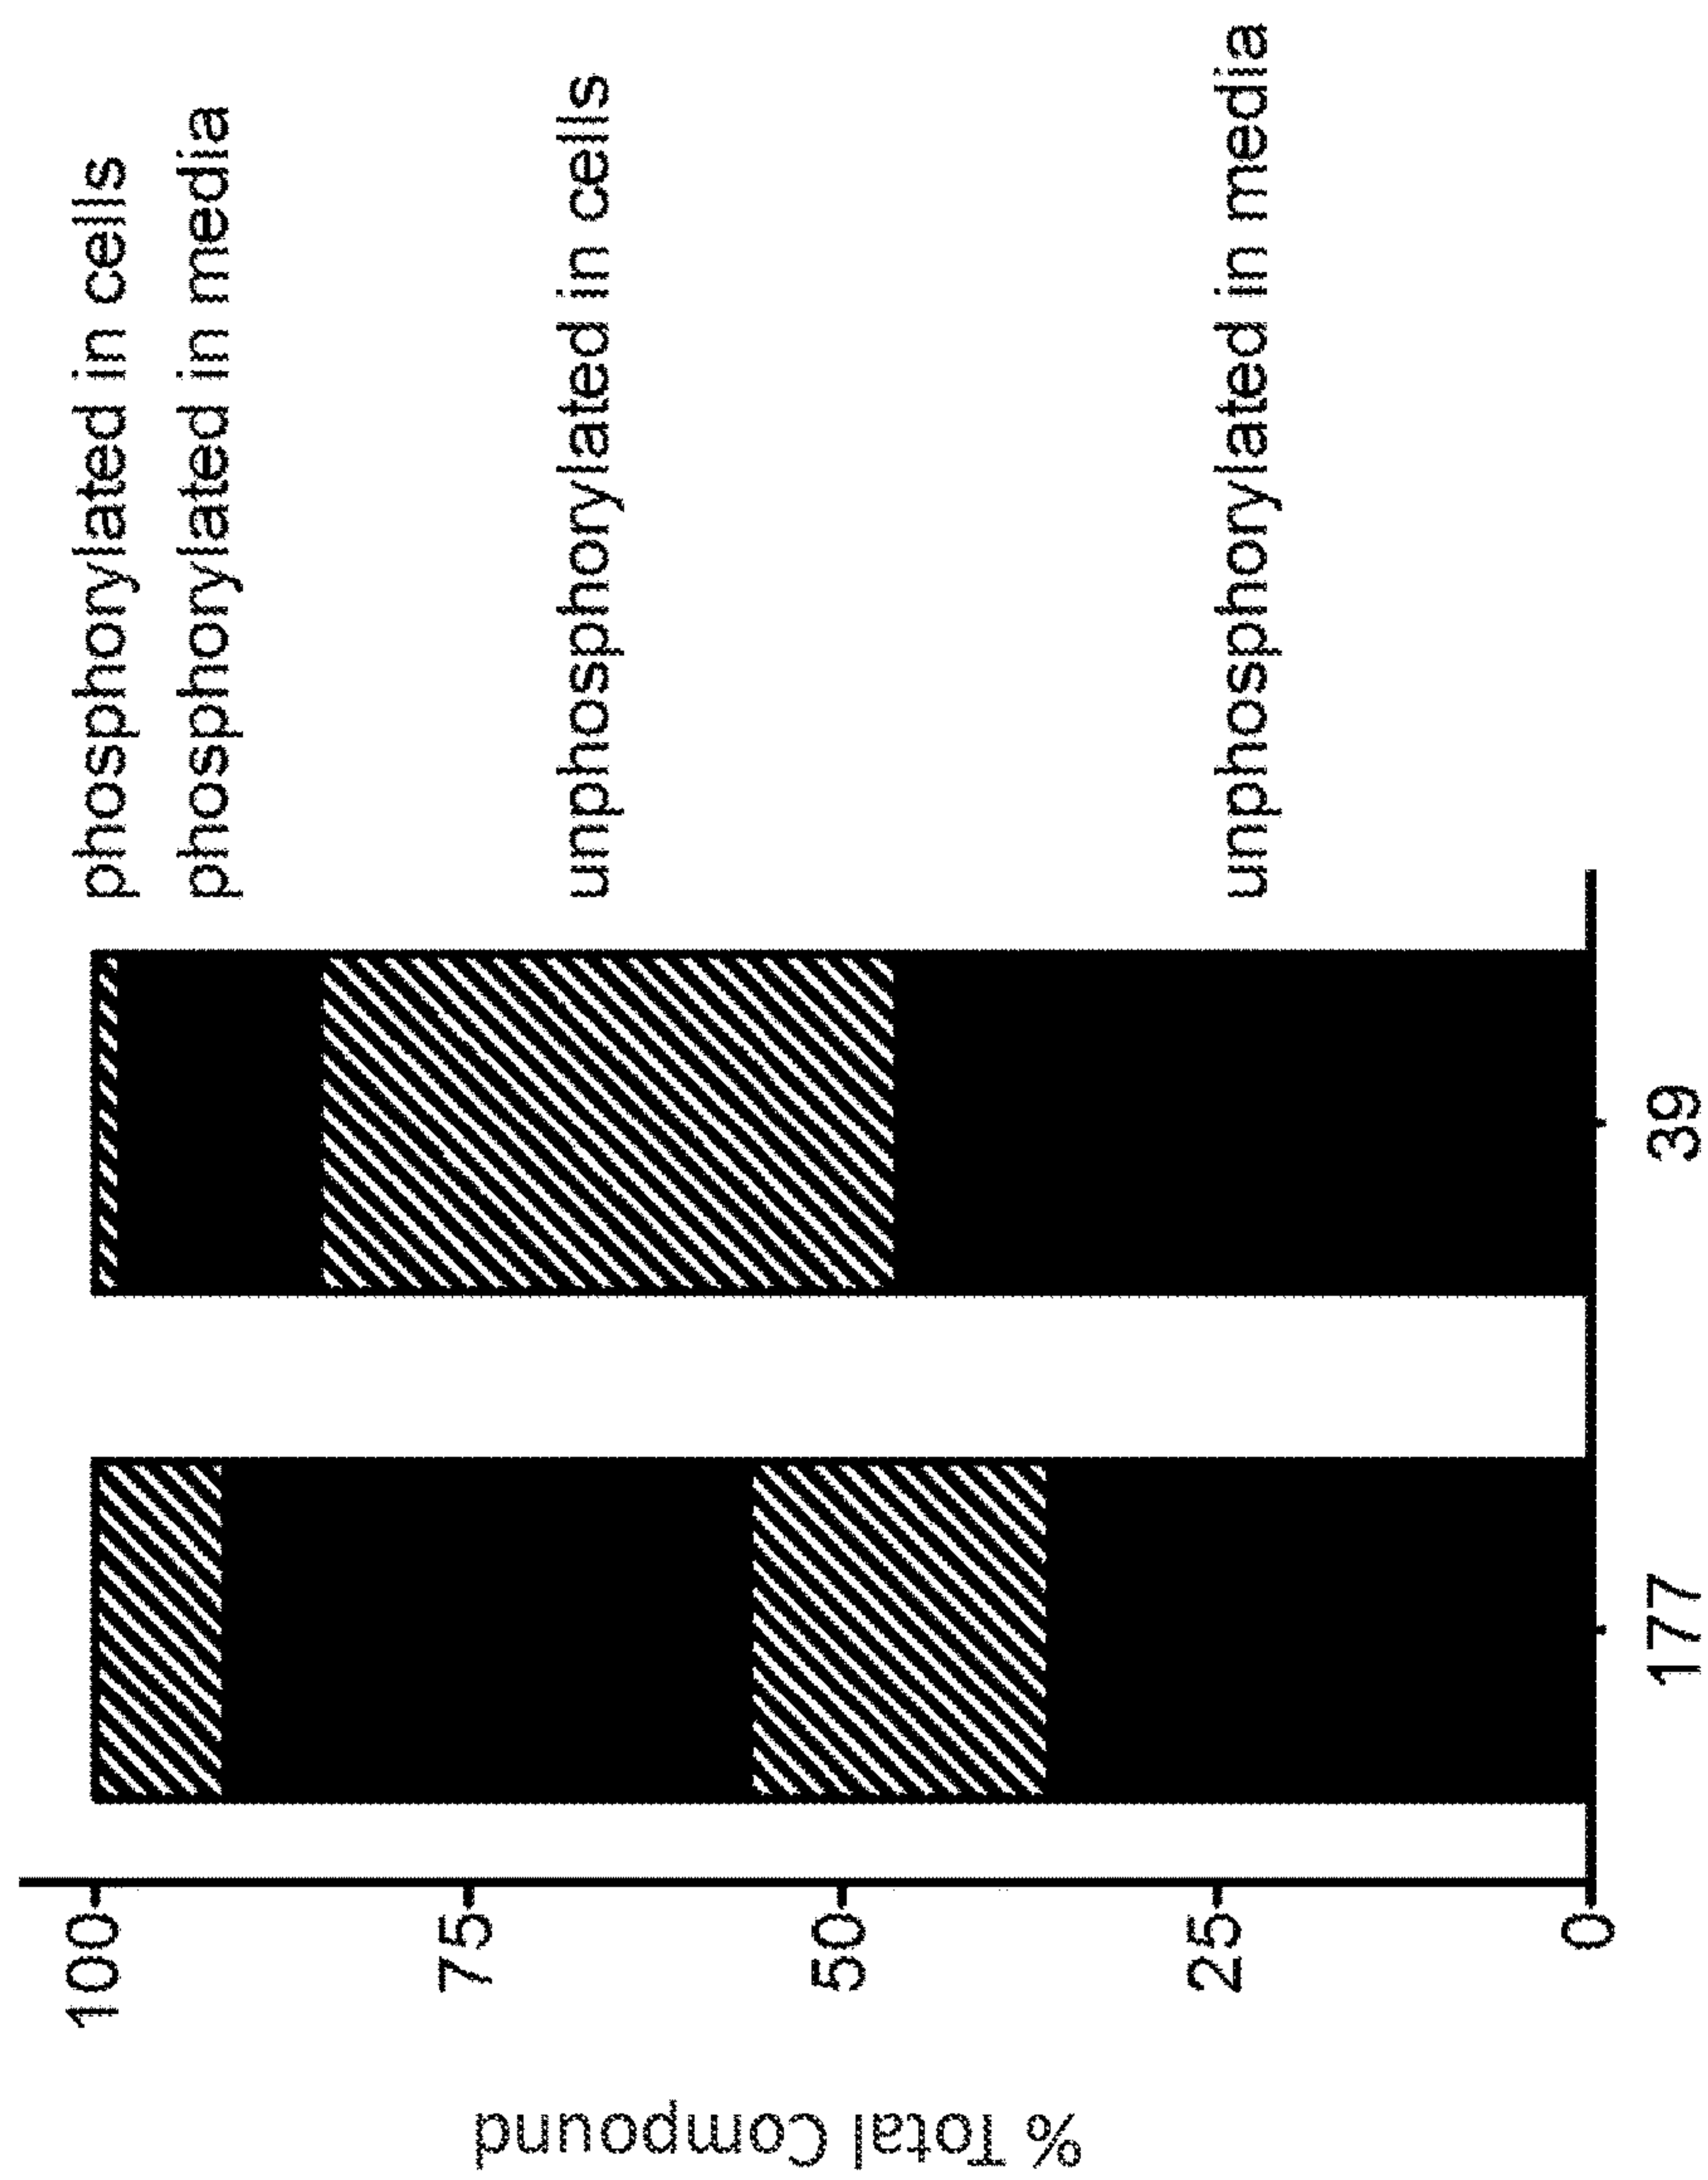 % Total Compound
100
75
50
25
0
phosphorylated in cells
phosphorylated in media
unphosphorylated in cells
unphosphorylated in media
177
39